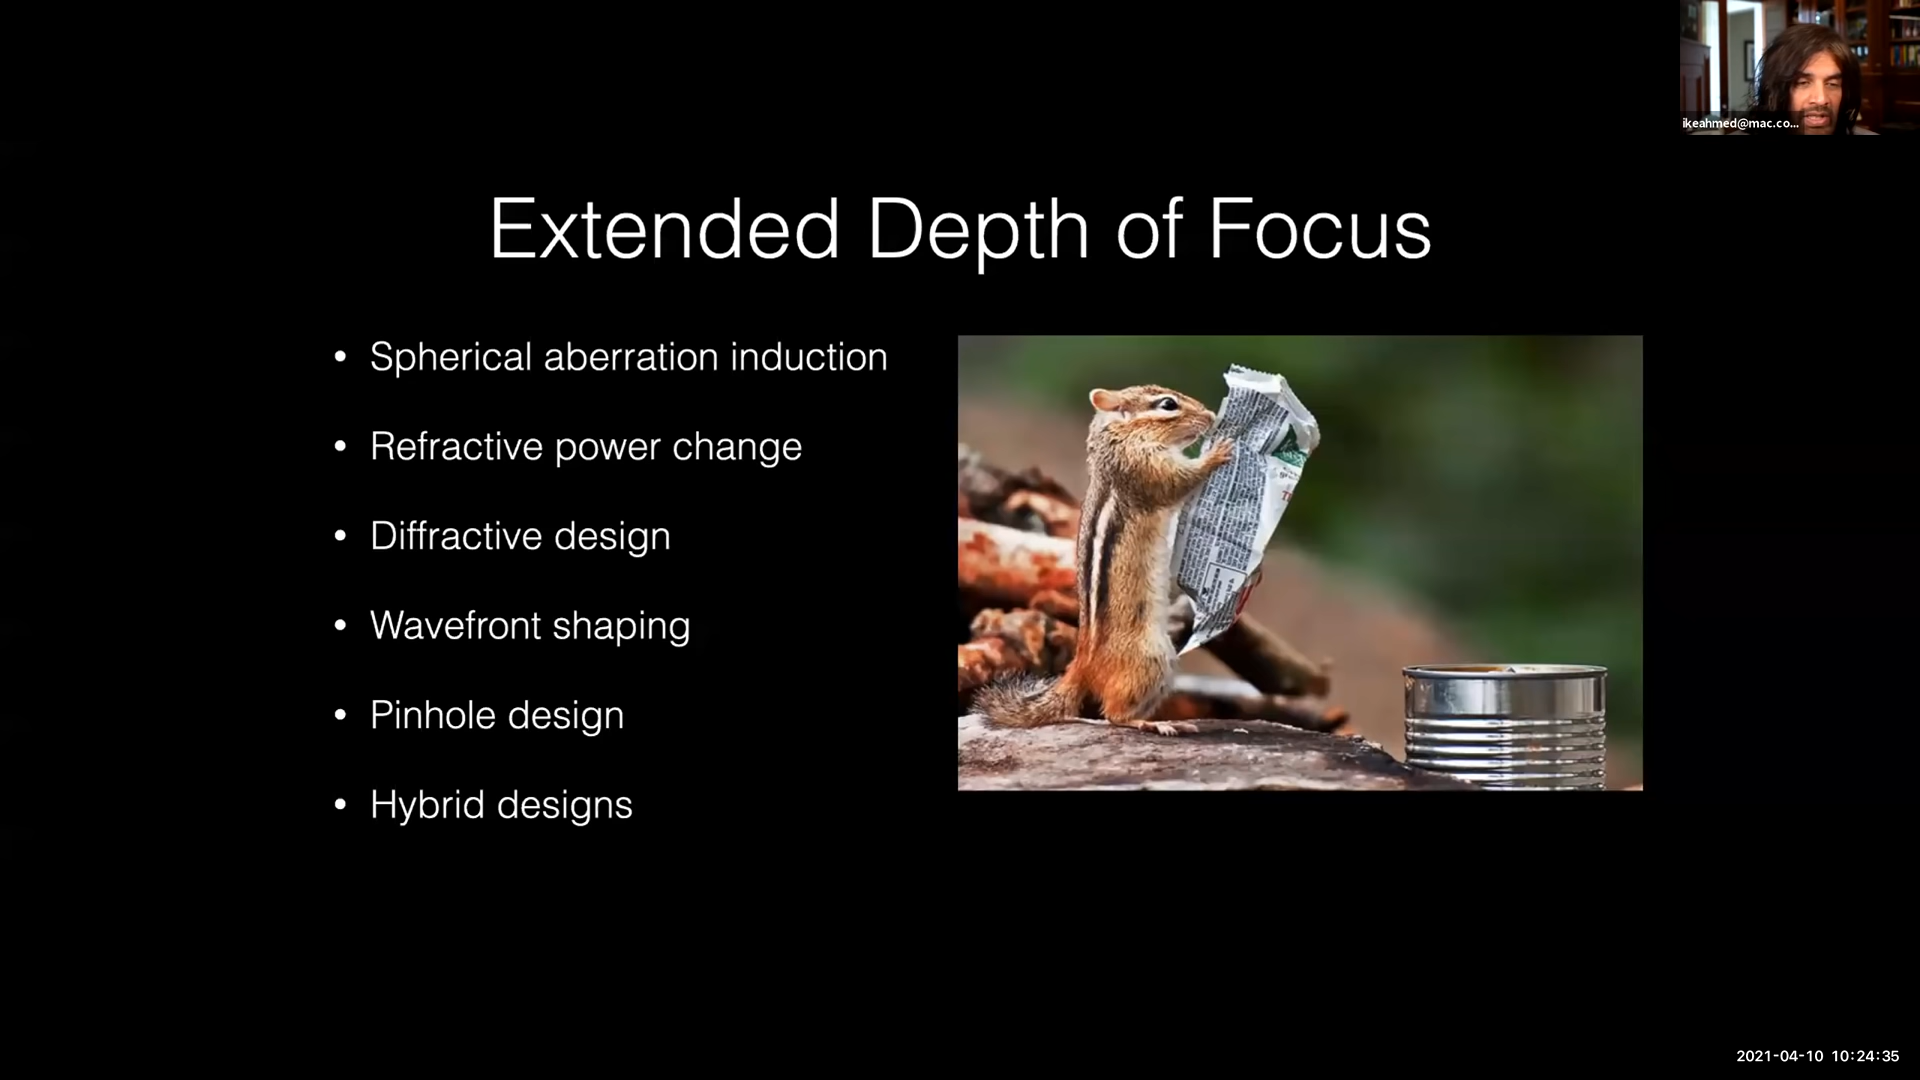 ikeahmed@mac.co...
Extended Depth of Focus
• Spherical aberration induction
• Refractive power change
• Diffractive design
• Wavefront shaping
• Pinhole design
• Hybrid designs
2021-04-10 10:24:35